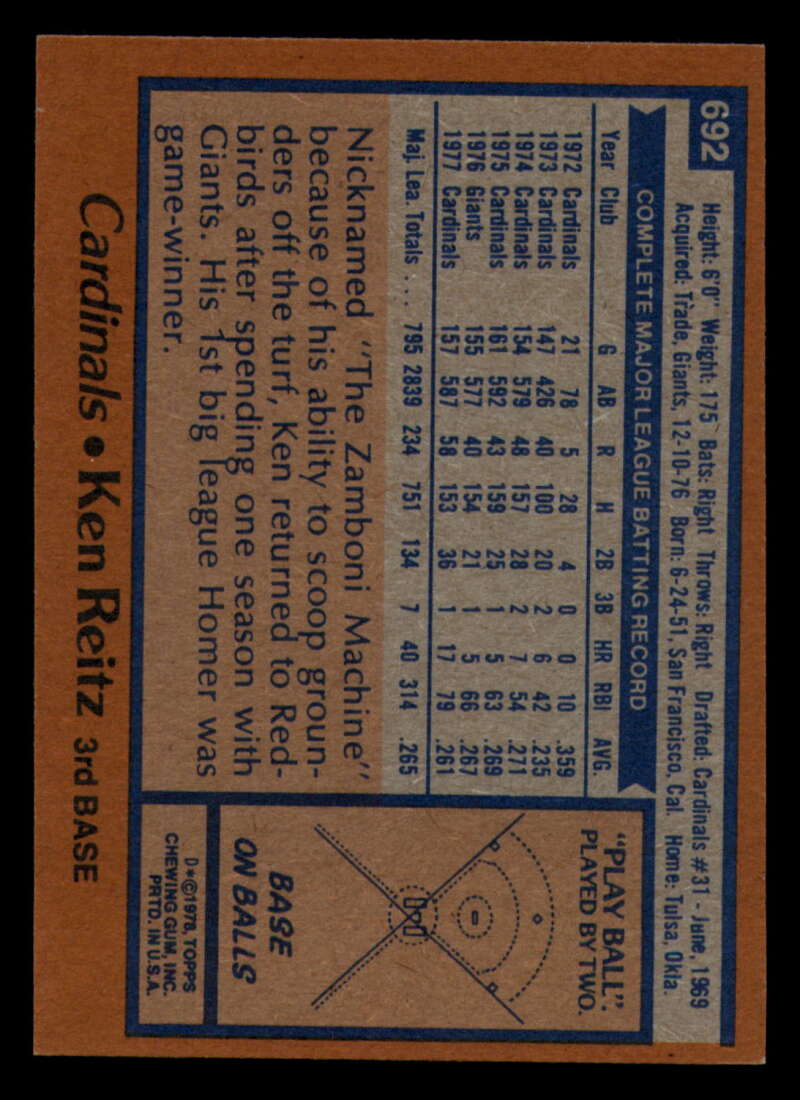 692
Height: 6'0" Weight: 175 Bats: Right Throws: Right Drafted: Cardinals #31 - June, 1969
Acquired: Trade, Giants, 12-10-76 Born: 6-24-51, San Francisco, Cal. Home: Tulsa, Okla.
COMPLETE MAJOR LEAGUE BATTING RECORD
Year Club G AB R H 2B 3B HR RBI AVG.
1972 Cardinals 21 78 5 28 4 0 0 10 .359
1973 Cardinals 147 426 40 100 20 2 6 42 .235
1974 Cardinals 154 579 48 157 28 2 7 54 .271
1975 Cardinals 161 592 43 159 25 1 5 63 .269
1976 Giants 155 577 40 154 21 1 5 66 .267
1977 Cardinals 157 587 58 153 36 1 17 79 .261
Maj. Lea. Totals ... 795 2839 234 751 134 7 40 314 .265
Nicknamed "The Zamboni Machine"
because of his ability to scoop groun-
ders off the turf, Ken returned to Red-
birds after spending one season with
Giants. His 1st big league Homer was
game-winner.
"PLAY BALL".
PLAYED BY TWO.
BASE
ON BALLS
D*©1978, TOPPS
CHEWING GUM, INC.
PRTD. IN U.S.A.
Cardinals • Ken Reitz 3rd BASE